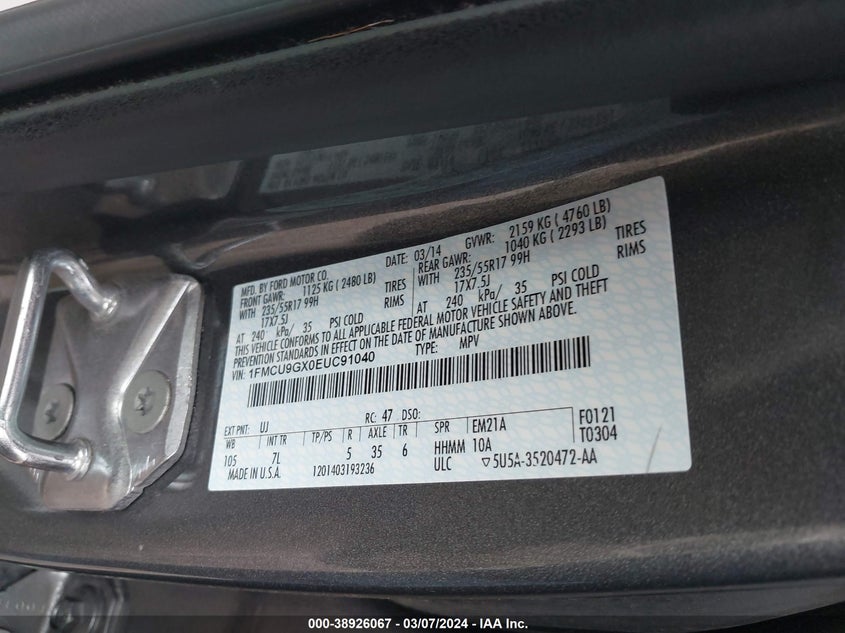 MFD. BY FORD MOTOR CO.
DATE: 03/14 GVWR: 2159 KG ( 4760 LB)
FRONT GAWR: 1125 KG ( 2480 LB) REAR GAWR: 1040 KG ( 2293 LB)
WITH 235/55R17 99H TIRES WITH 235/55R17 99H TIRES
17X7.5J RIMS 17X7.5J RIMS
AT 240 kPa/ 35 PSI COLD AT 240 kPa/ 35 PSI COLD
THIS VEHICLE CONFORMS TO ALL APPLICABLE FEDERAL MOTOR VEHICLE SAFETY AND THEFT
PREVENTION STANDARDS IN EFFECT ON THE DATE OF MANUFACTURE SHOWN ABOVE.
VIN: 1FMCU9GX0EUC91040 TYPE: MPV
EXT PNT: UJ RC: 47 DSO:
WB INT TR TP/PS R AXLE TR SPR EM21A F0121
105 7L 5 35 6 HHMM 10A T0304
MADE IN U.S.A. 1201403193236 ULC 5U5A-3520472-AA
000-38926067 - 03/07/2024 - IAA Inc.